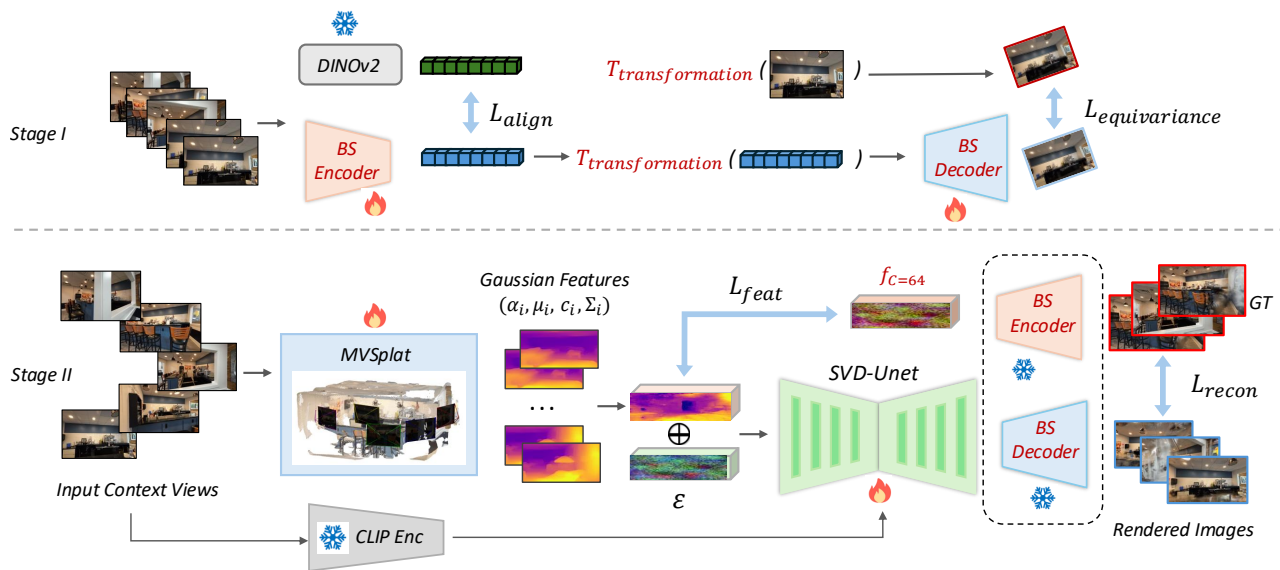 Stage I
DINOv2
BS
Encoder
L_align
T_transformation ( )
T_transformation ( )
BS
Decoder
L_equivariance
Stage II
Input Context Views
MVSplat
CLIP Enc
Gaussian Features
(α_i, μ_i, c_i, Σ_i)
...
⊕
ε
L_feat
f_C=64
SVD-Unet
BS
Encoder
BS
Decoder
GT
L_recon
Rendered Images